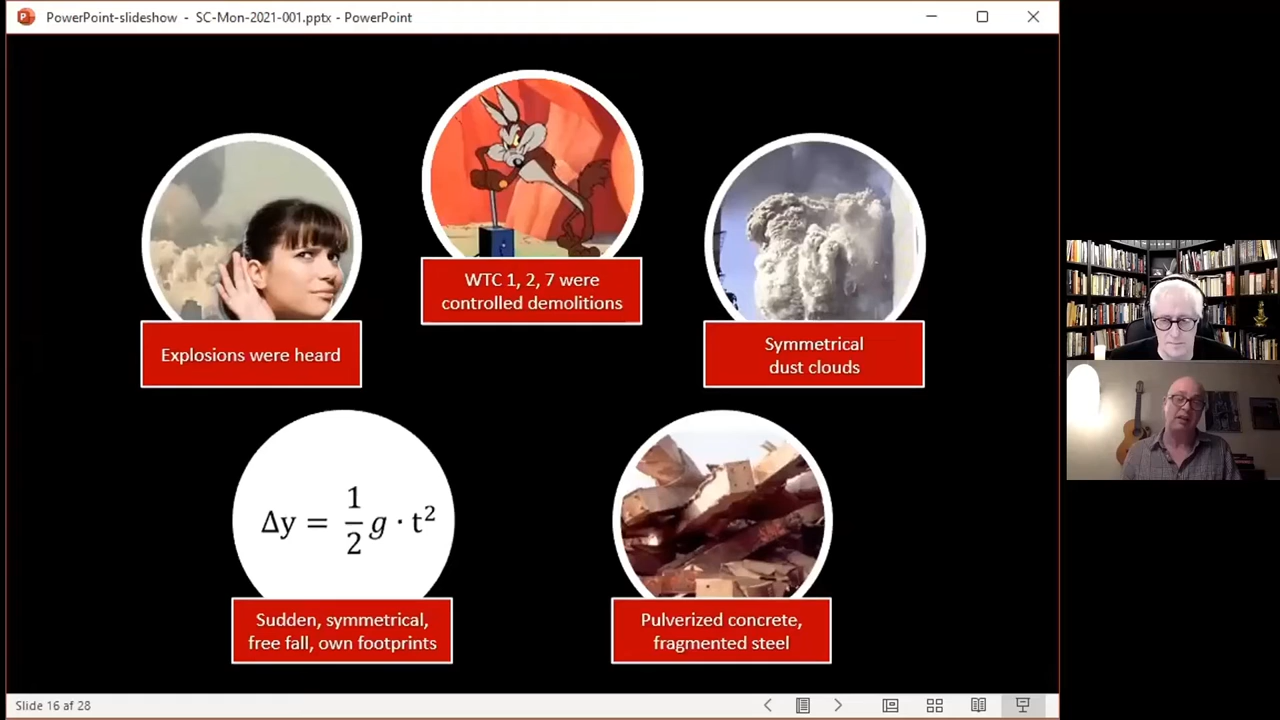 PowerPoint-slideshow - SC-Mon-2021-001.pptx - PowerPoint
WTC 1, 2, 7 were
controlled demolitions
Explosions were heard
Symmetrical
dust clouds
Δy = 1/2 g · t²
Sudden, symmetrical,
free fall, own footprints
Pulverized concrete,
fragmented steel
Slide 16 af 28